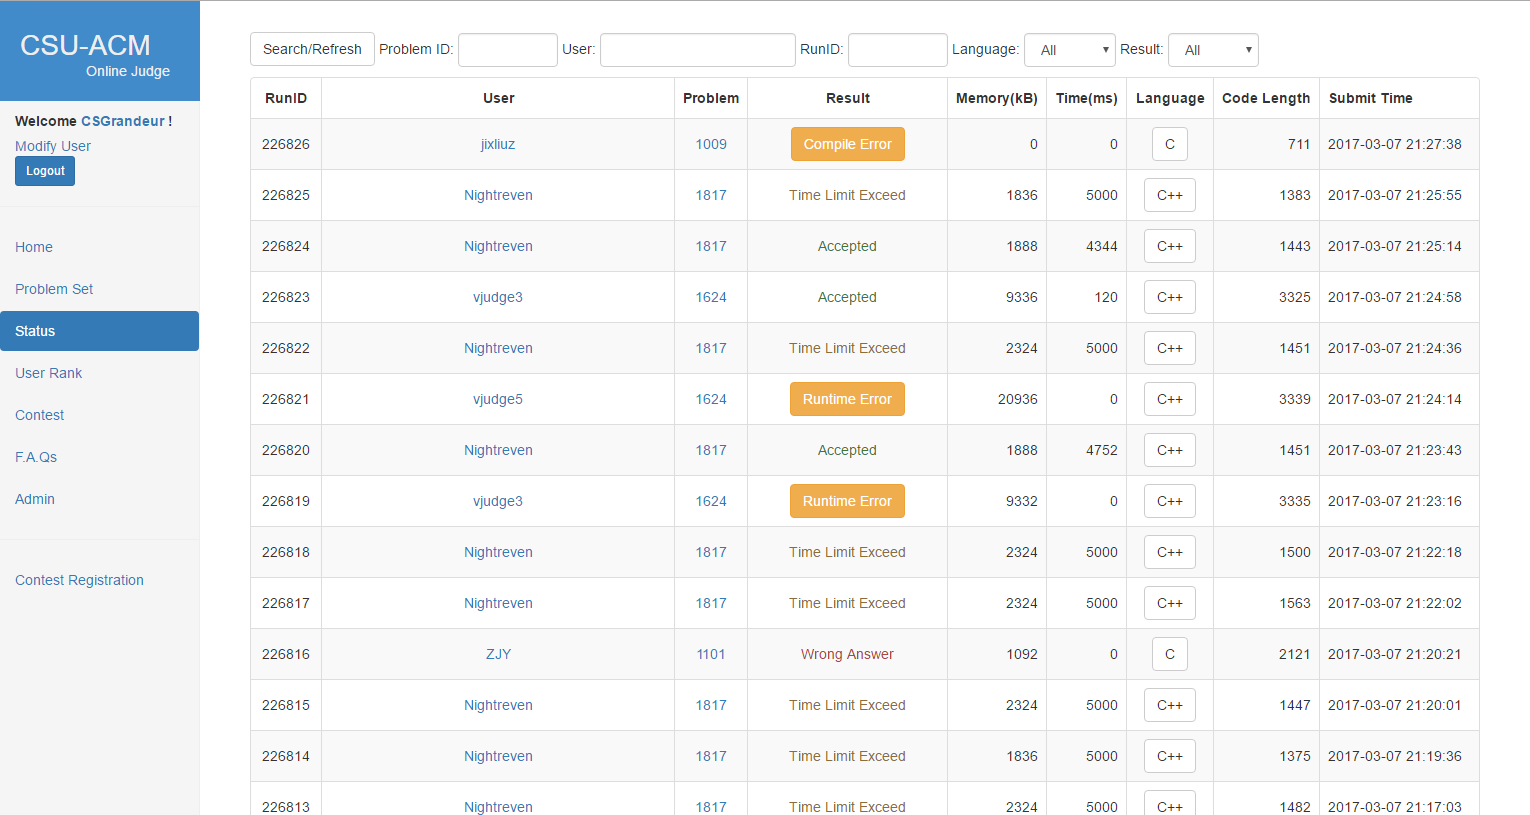 CSU-ACM
Online Judge
Welcome CSGrandeur !
Modify User
Logout
Home
Problem Set
Status
User Rank
Contest
F.A.Qs
Admin
Contest Registration
Search/Refresh Problem ID: User: RunID: Language: All Result: All
RunID User Problem Result Memory(kB) Time(ms) Language Code Length Submit Time
226826 jixliuz 1009 Compile Error 0 0 C 711 2017-03-07 21:27:38
226825 Nightreven 1817 Time Limit Exceed 1836 5000 C++ 1383 2017-03-07 21:25:55
226824 Nightreven 1817 Accepted 1888 4344 C++ 1443 2017-03-07 21:25:14
226823 vjudge3 1624 Accepted 9336 120 C++ 3325 2017-03-07 21:24:58
226822 Nightreven 1817 Time Limit Exceed 2324 5000 C++ 1451 2017-03-07 21:24:36
226821 vjudge5 1624 Runtime Error 20936 0 C++ 3339 2017-03-07 21:24:14
226820 Nightreven 1817 Accepted 1888 4752 C++ 1451 2017-03-07 21:23:43
226819 vjudge3 1624 Runtime Error 9332 0 C++ 3335 2017-03-07 21:23:16
226818 Nightreven 1817 Time Limit Exceed 2324 5000 C++ 1500 2017-03-07 21:22:18
226817 Nightreven 1817 Time Limit Exceed 2324 5000 C++ 1563 2017-03-07 21:22:02
226816 ZJY 1101 Wrong Answer 1092 0 C 2121 2017-03-07 21:20:21
226815 Nightreven 1817 Time Limit Exceed 2324 5000 C++ 1447 2017-03-07 21:20:01
226814 Nightreven 1817 Time Limit Exceed 1836 5000 C++ 1375 2017-03-07 21:19:36
226813 Nightreven 1817 Time Limit Exceed 2324 5000 C++ 1482 2017-03-07 21:17:03